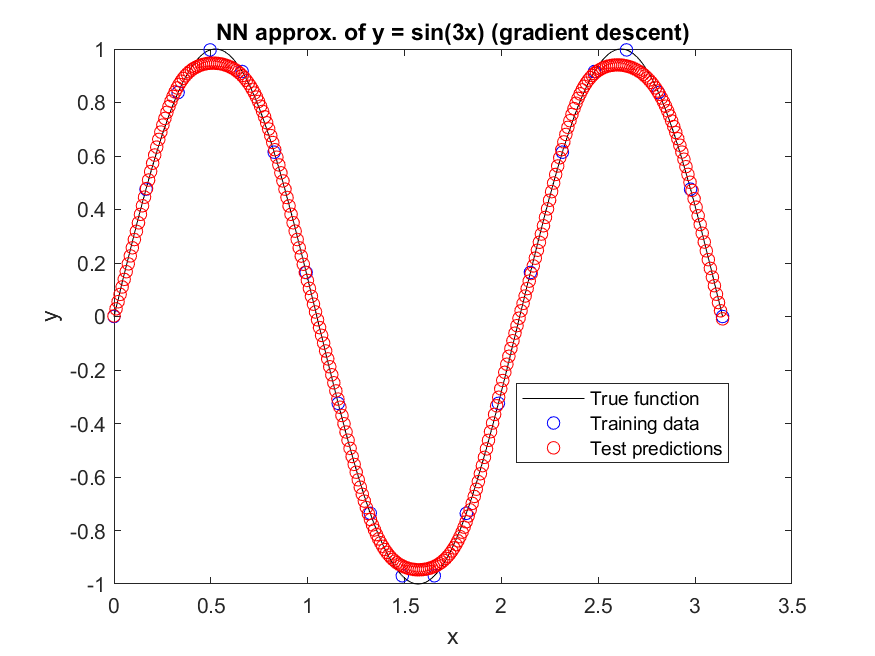 NN approx. of y = sin(3x) (gradient descent)
1
0.8
0.6
0.4
0.2
0
-0.2
-0.4
-0.6
-0.8
-1
y
True function
Training data
Test predictions
0 0.5 1 1.5 2 2.5 3 3.5
x